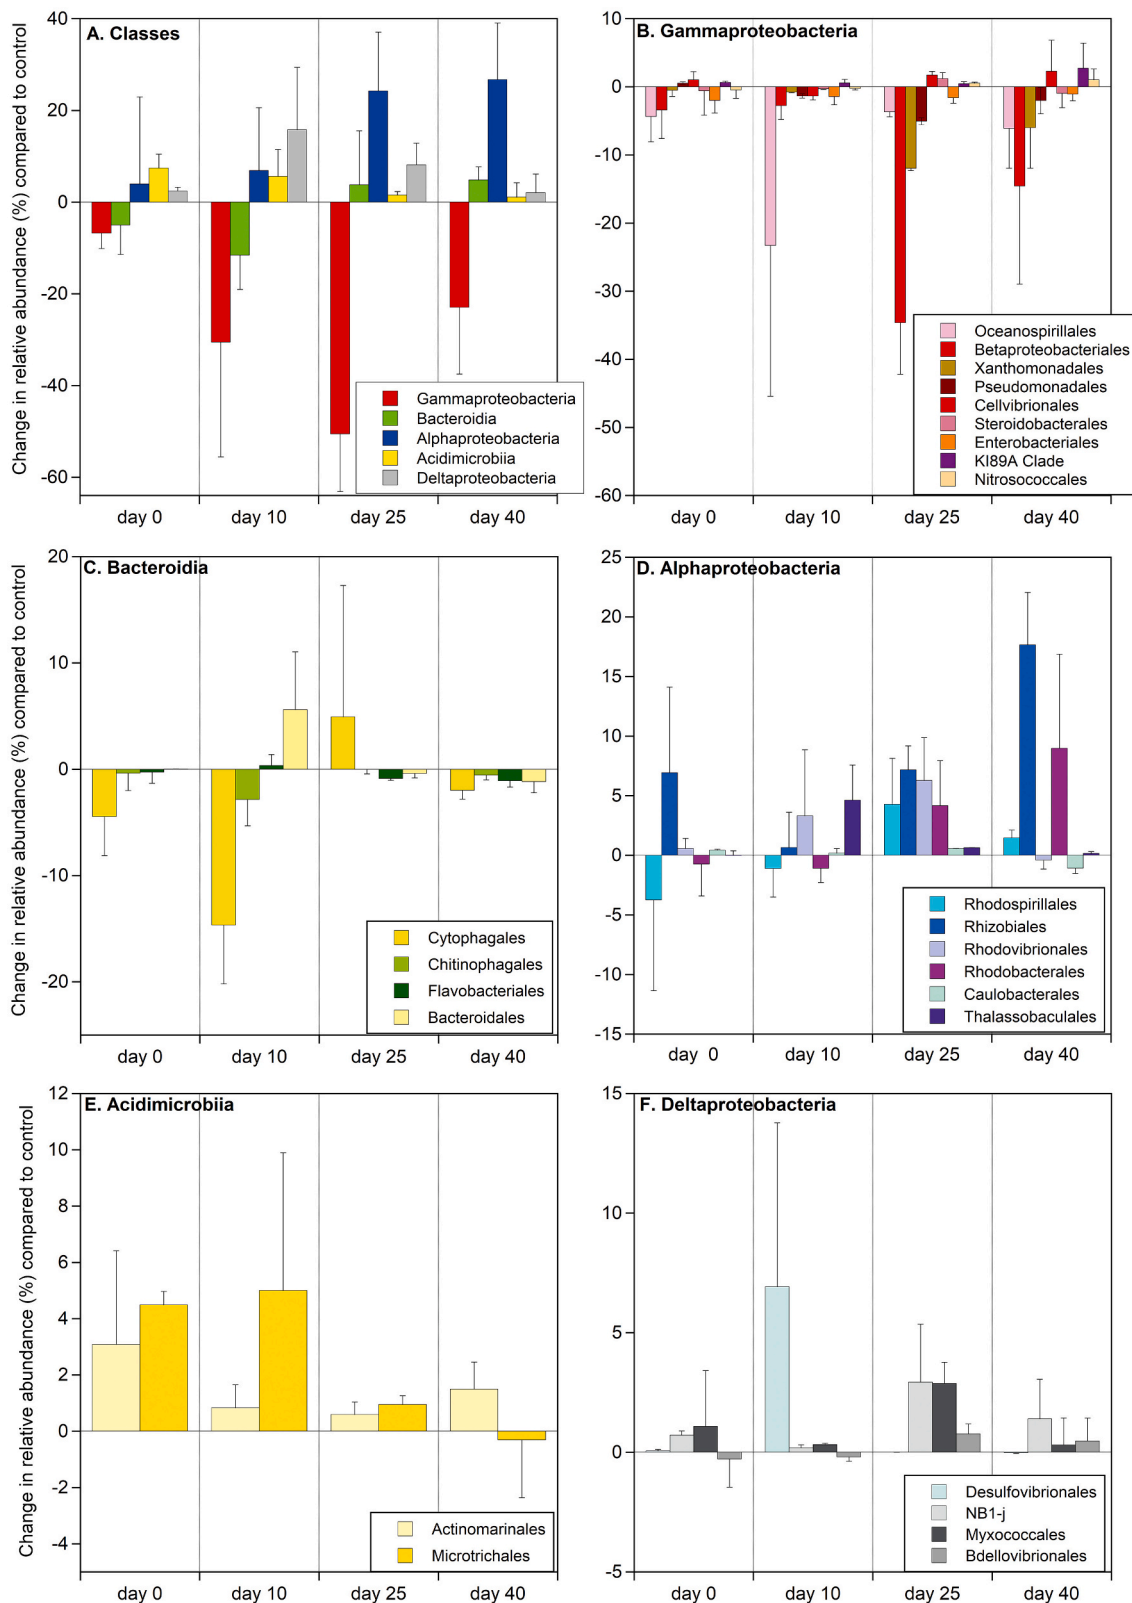 A. Classes
Change in relative abundance (%) compared to control
40
20
0
-20
-40
-60
Gammaproteobacteria
Bacteroidia
Alphaproteobacteria
Acidimicrobiia
Deltaproteobacteria
day 0 day 10 day 25 day 40
B. Gammaproteobacteria
10
0
-10
-20
-30
-40
-50
-60
Oceanospirillales
Betaproteobacteriales
Xanthomonadales
Pseudomonadales
Cellvibrionales
Steroidobacterales
Enterobacteriales
KI89A Clade
Nitrosococcales
day 0 day 10 day 25 day 40
C. Bacteroidia
Change in relative abundance (%) compared to control
20
10
0
-10
-20
Cytophagales
Chitinophagales
Flavobacteriales
Bacteroidales
day 0 day 10 day 25 day 40
D. Alphaproteobacteria
25
20
15
10
5
0
-5
-10
-15
Rhodospirillales
Rhizobiales
Rhodovibrionales
Rhodobacterales
Caulobacterales
Thalassobaculales
day 0 day 10 day 25 day 40
E. Acidimicrobiia
Change in relative abundance (%) compared to control
12
10
8
6
4
2
0
-2
-4
Actinomarinales
Microtrichales
day 0 day 10 day 25 day 40
F. Deltaproteobacteria
15
10
5
0
-5
Desulfovibrionales
NB1-j
Myxococcales
Bdellovibrionales
day 0 day 10 day 25 day 40